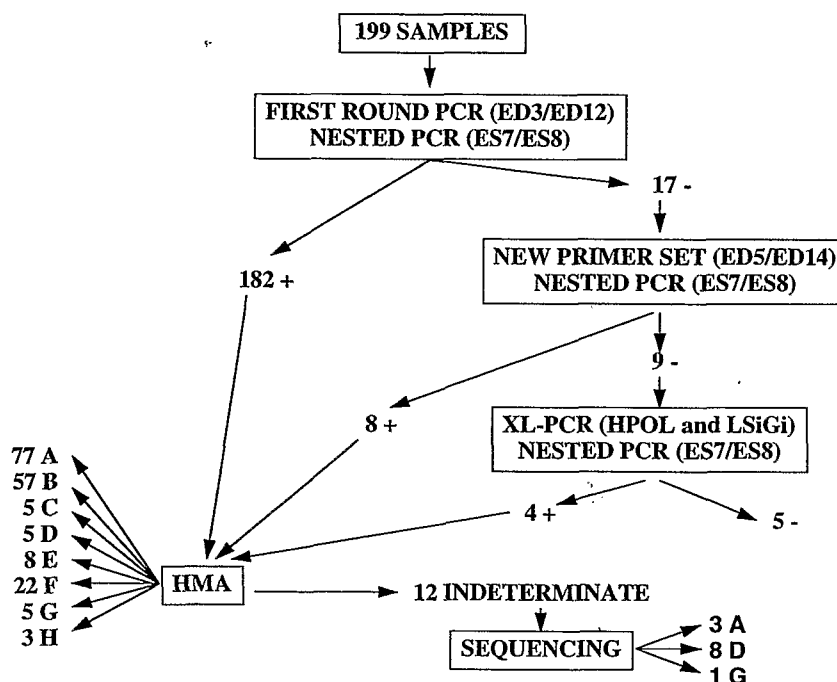 199 SAMPLES
FIRST ROUND PCR (ED3/ED12)
NESTED PCR (ES7/ES8)
17 -
182 +
NEW PRIMER SET (ED5/ED14)
NESTED PCR (ES7/ES8)
9 -
8 +
XL-PCR (HPOL and LSiGi)
NESTED PCR (ES7/ES8)
4 +
5 -
77 A
57 B
5 C
5 D
8 E
22 F
5 G
3 H
HMA
12 INDETERMINATE
SEQUENCING
3 A
8 D
1 G